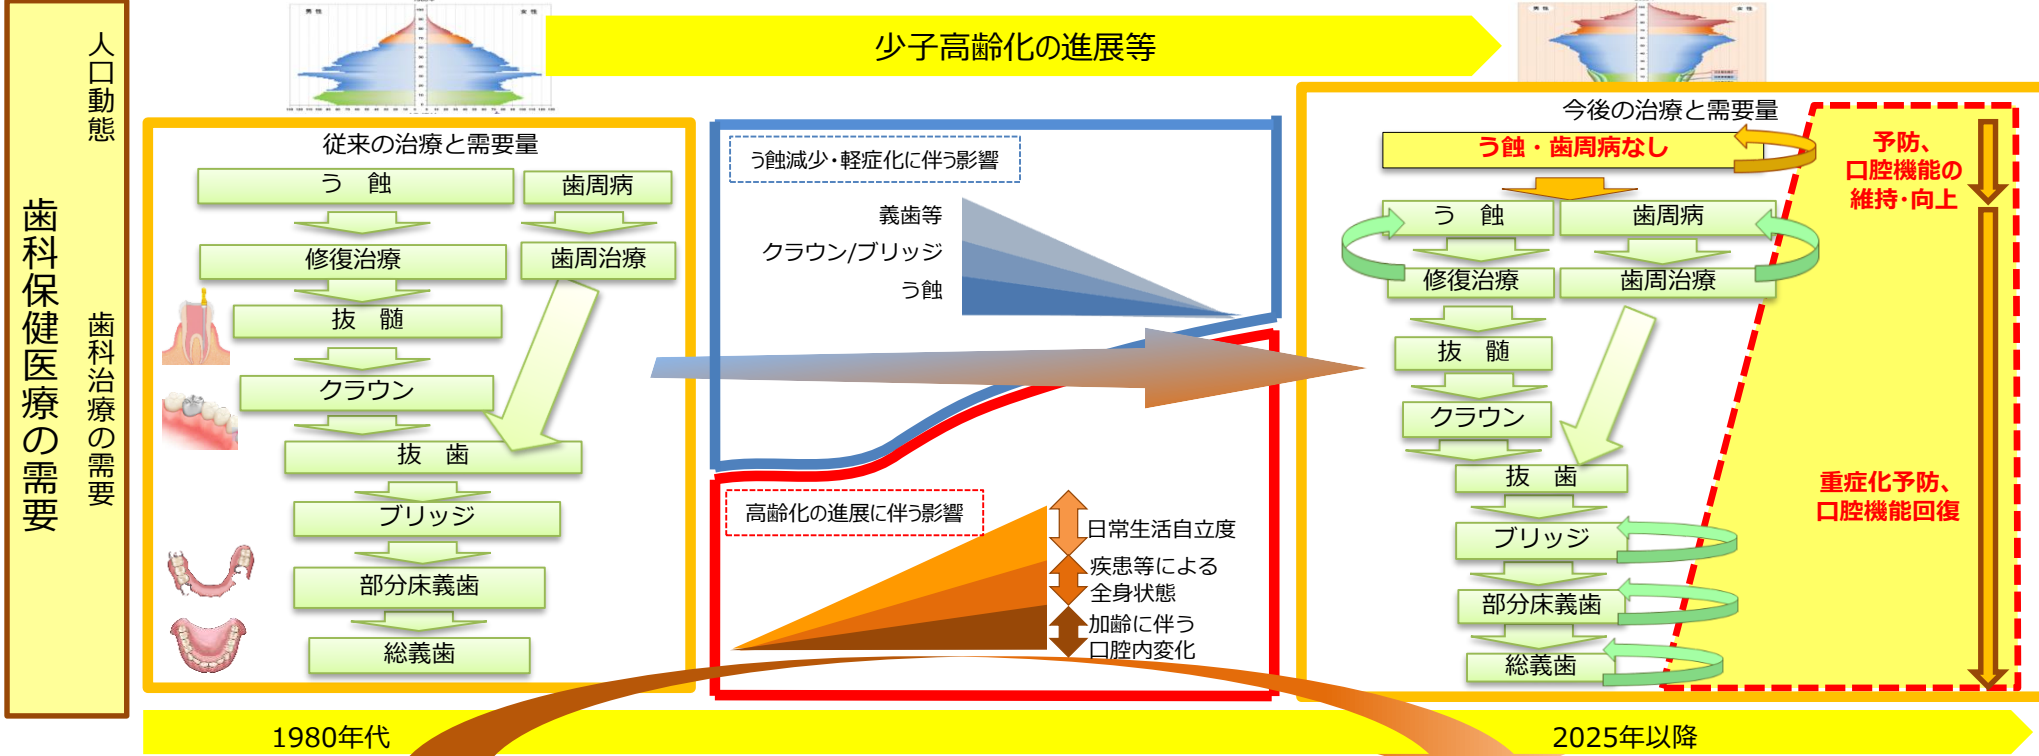 人口動態
歯科保健医療の需要
歯科治療の需要
男 性
女 性
少子高齢化の進展等
男 性
女 性
従来の治療と需要量
う 蝕
歯周病
修復治療
歯周治療
抜 髄
クラウン
抜 歯
ブリッジ
部分床義歯
総義歯
う蝕減少・軽症化に伴う影響
義歯等
クラウン/ブリッジ
う蝕
高齢化の進展に伴う影響
日常生活自立度
疾患等による
全身状態
加齢に伴う
口腔内変化
今後の治療と需要量
う蝕・歯周病なし
う 蝕
歯周病
修復治療
歯周治療
抜 髄
クラウン
抜 歯
ブリッジ
部分床義歯
総義歯
予防、
口腔機能の
維持・向上
重症化予防、
口腔機能回復
1980年代
2025年以降